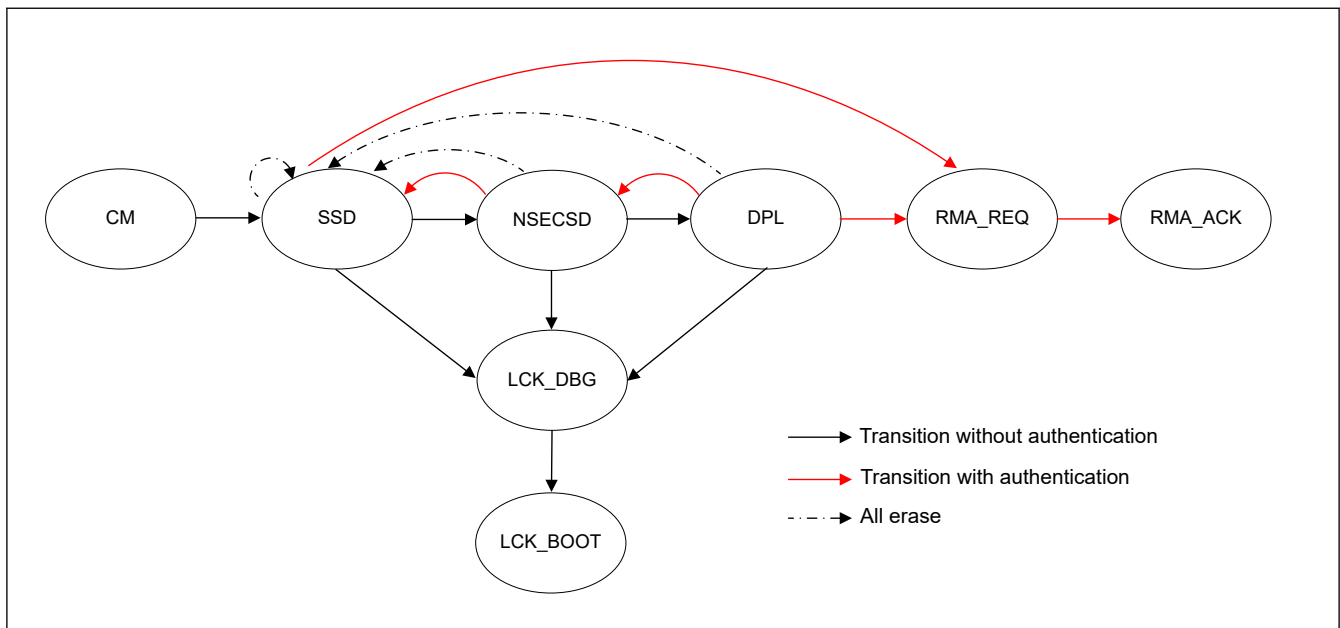 CM
SSD
NSECSD
DPL
RMA_REQ
RMA_ACK
LCK_DBG
LCK_BOOT
Transition without authentication
Transition with authentication
All erase